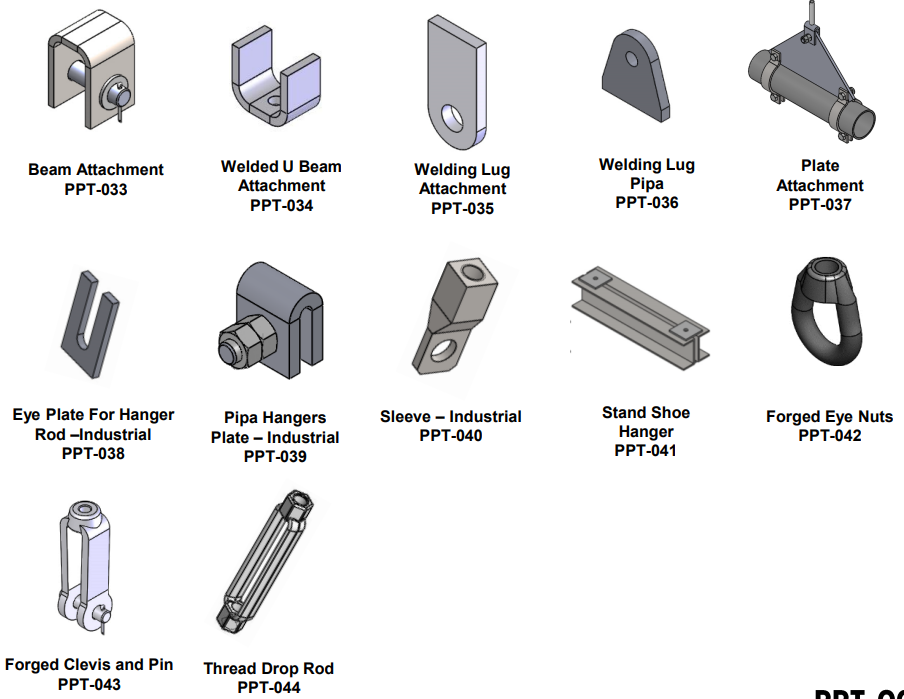 Beam Attachment
PPT-033
Welded U Beam
Attachment
PPT-034
Welding Lug
Attachment
PPT-035
Welding Lug
Pipa
PPT-036
Plate
Attachment
PPT-037
Eye Plate For Hanger
Rod –Industrial
PPT-038
Pipa Hangers
Plate – Industrial
PPT-039
Sleeve – Industrial
PPT-040
Stand Shoe
Hanger
PPT-041
Forged Eye Nuts
PPT-042
Forged Clevis and Pin
PPT-043
Thread Drop Rod
PPT-044